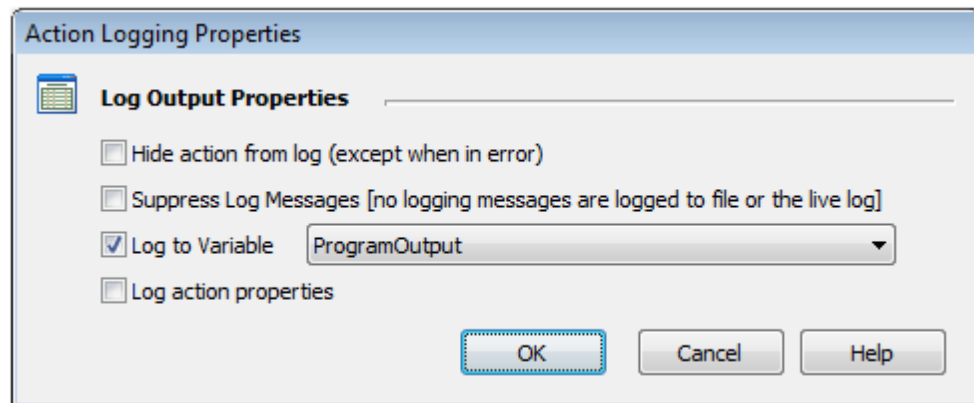 Action Logging Properties
Log Output Properties
Hide action from log (except when in error)
Suppress Log Messages [no logging messages are logged to file or the live log]
Log to Variable ProgramOutput
Log action properties
OK Cancel Help